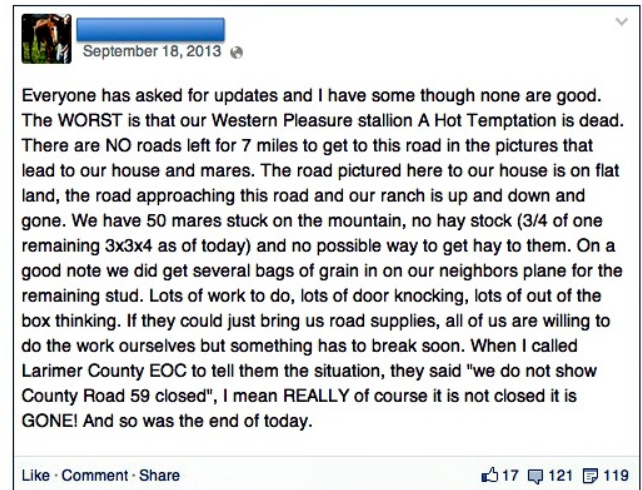 September 18, 2013
Everyone has asked for updates and I have some though none are good.
The WORST is that our Western Pleasure stallion A Hot Temptation is dead.
There are NO roads left for 7 miles to get to this road in the pictures that
lead to our house and mares. The road pictured here to our house is on flat
land, the road approaching this road and our ranch is up and down and
gone. We have 50 mares stuck on the mountain, no hay stock (3/4 of one
remaining 3x3x4 as of today) and no possible way to get hay to them. On a
good note we did get several bags of grain in on our neighbors plane for the
remaining stud. Lots of work to do, lots of door knocking, lots of out of the
box thinking. If they could just bring us road supplies, all of us are willing to
do the work ourselves but something has to break soon. When I called
Larimer County EOC to tell them the situation, they said "we do not show
County Road 59 closed", I mean REALLY of course it is not closed it is
GONE! And so was the end of today.
Like · Comment · Share 17 121 119